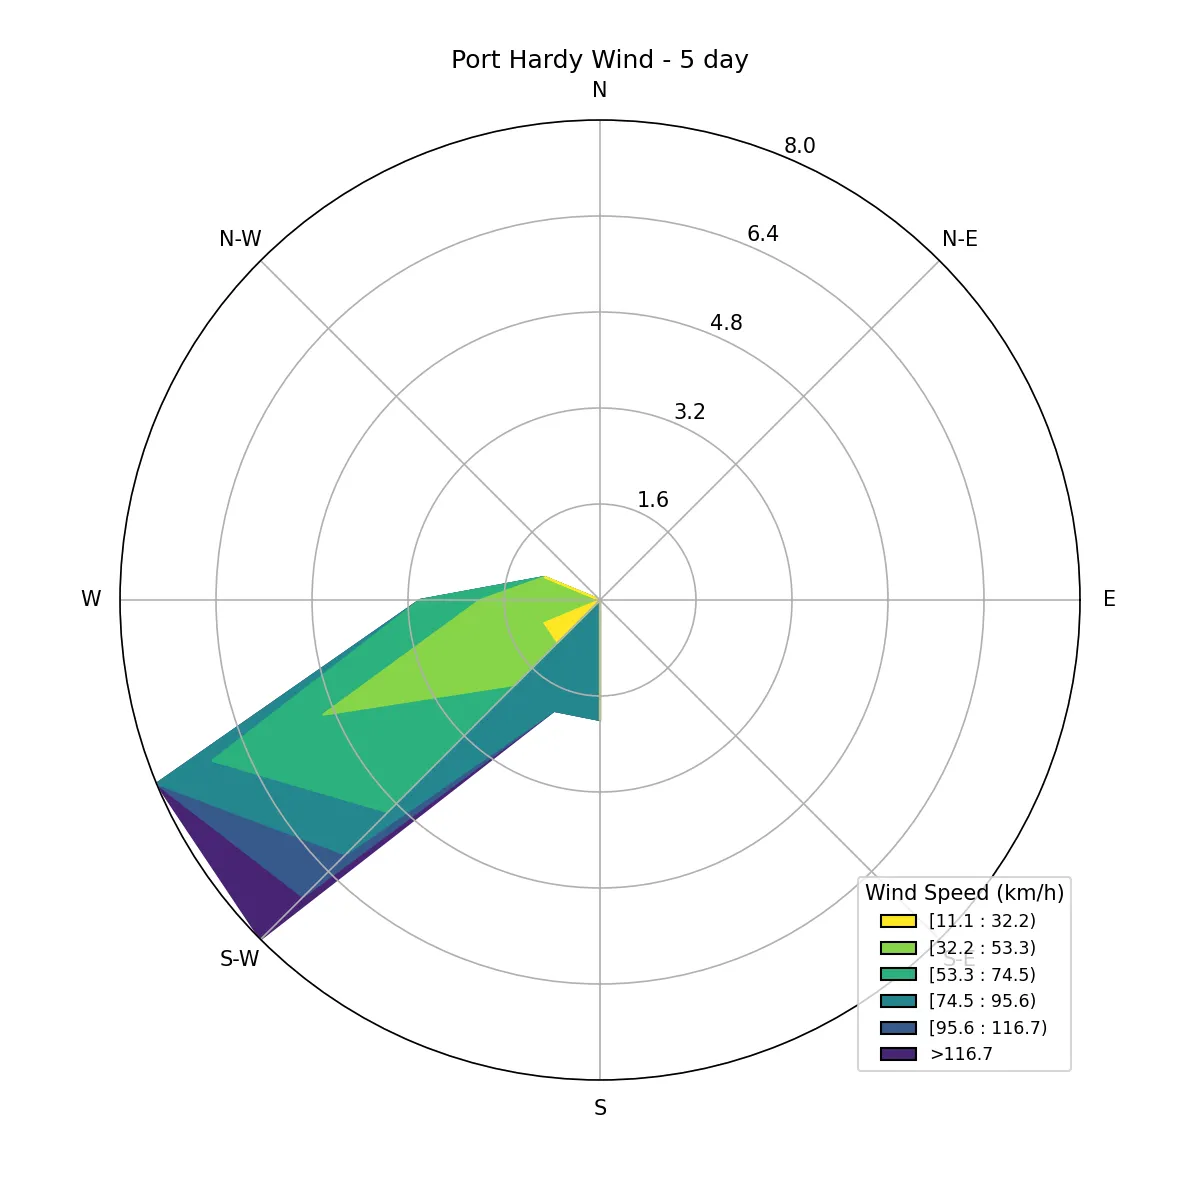 Port Hardy Wind - 5 day
N
8.0
N-W
6.4
N-E
4.8
3.2
1.6
W
E
S-W
S-E
Wind Speed (km/h)
[11.1 : 32.2)
[32.2 : 53.3)
[53.3 : 74.5)
[74.5 : 95.6)
[95.6 : 116.7)
>116.7
S